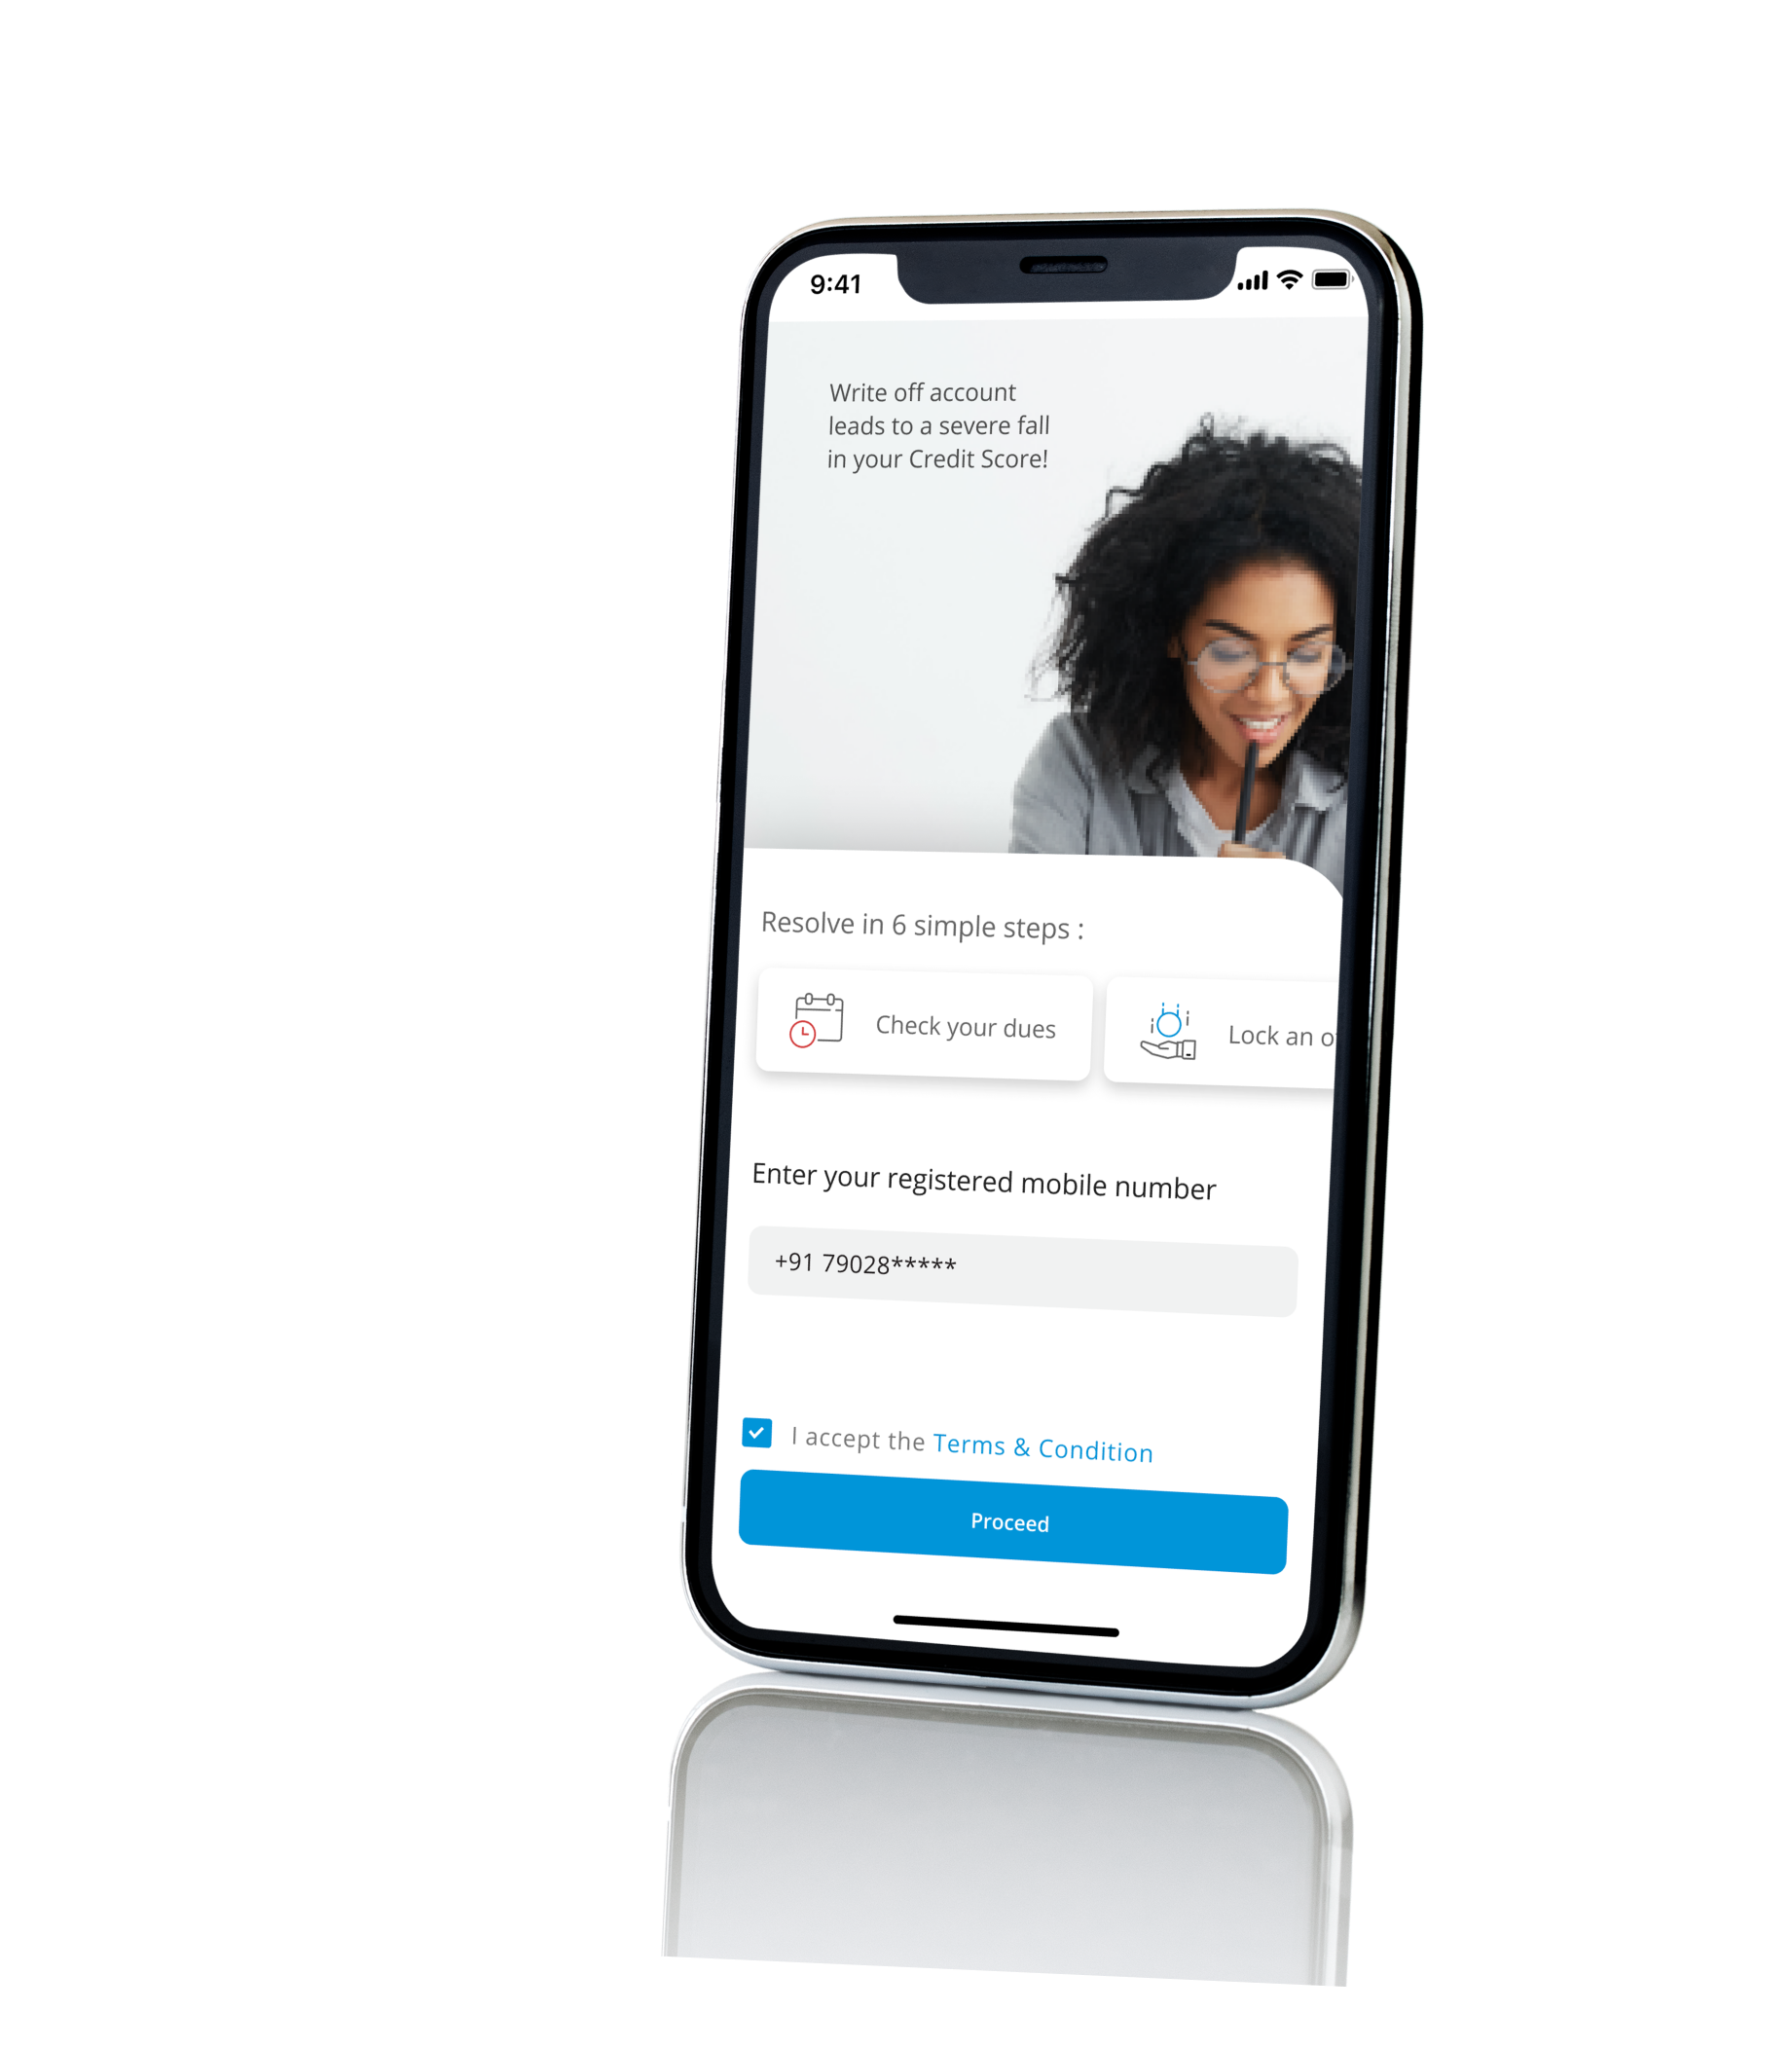 9:41
Write off account
leads to a severe fall
in your Credit Score!
Resolve in 6 simple steps :
Check your dues
Lock an o
Enter your registered mobile number
+91 79028*****
I accept the Terms & Condition
Proceed